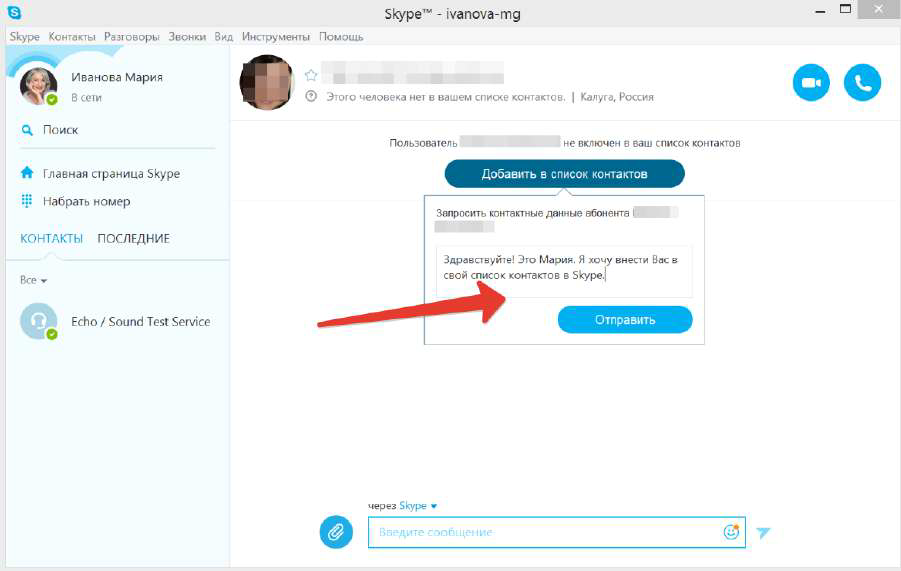 Skype™ - ivanova-mg
Skype Контакты Разговоры Звонки Вид Инструменты Помощь
Иванова Мария
В сети
Поиск
Главная страница Skype
Набрать номер
КОНТАКТЫ ПОСЛЕДНИЕ
Все
Echo / Sound Test Service
Этого человека нет в вашем списке контактов. | Калуга, Россия
Пользователь не включен в ваш список контактов
Добавить в список контактов
Запросить контактные данные абонента
Здравствуйте! Это Мария. Я хочу внести Вас в
свой список контактов в Skype.
Отправить
через Skype
Введите сообщение